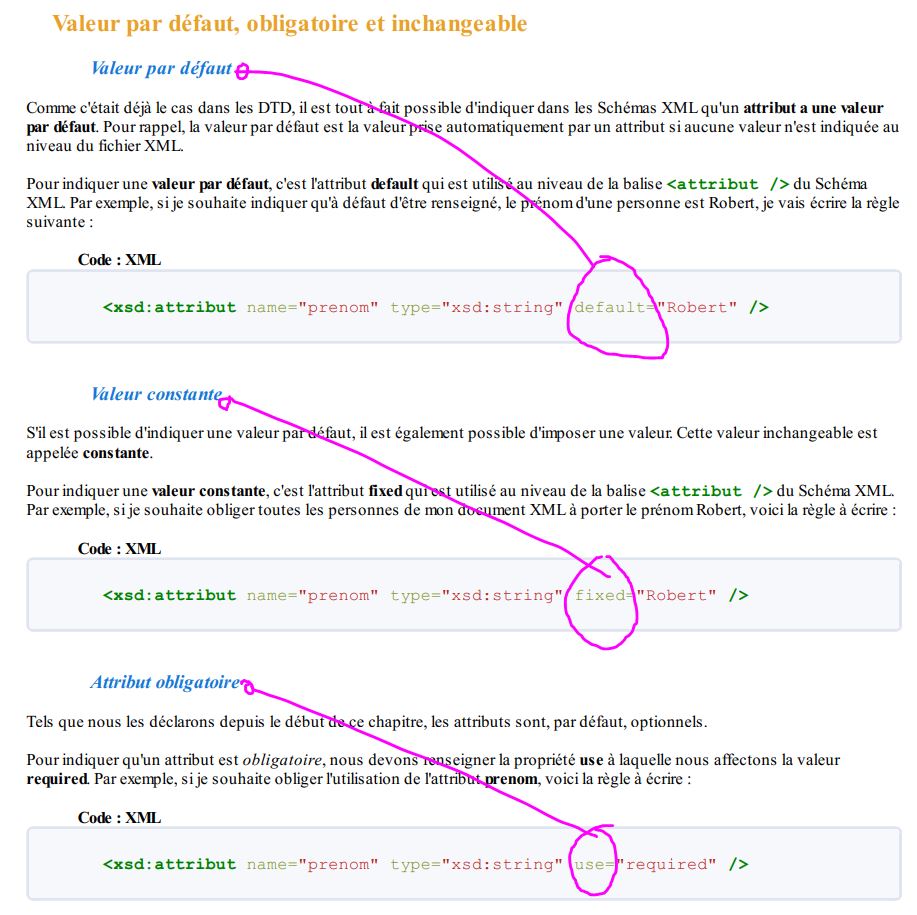 Valeur par défaut, obligatoire et inchangeable
Valeur par défaut
Comme c'était déjà le cas dans les DTD, il est tout à fait possible d'indiquer dans les Schémas XML qu'un attribut a une valeur
par défaut. Pour rappel, la valeur par défaut est la valeur prise automatiquement par un attribut si aucune valeur n'est indiquée au
niveau du fichier XML.
Pour indiquer une valeur par défaut, c'est l'attribut default qui est utilisé au niveau de la balise <attribut /> du Schéma
XML. Par exemple, si je souhaite indiquer qu'à défaut d'être renseigné, le prénom d'une personne est Robert, je vais écrire la règle
suivante :
Code : XML
<xsd:attribut name="prenom" type="xsd:string" default="Robert" />
Valeur constante
S'il est possible d'indiquer une valeur par défaut, il est également possible d'imposer une valeur. Cette valeur inchangeable est
appelée constante.
Pour indiquer une valeur constante, c'est l'attribut fixed qui est utilisé au niveau de la balise <attribut /> du Schéma XML.
Par exemple, si je souhaite obliger toutes les personnes de mon document XML à porter le prénom Robert, voici la règle à écrire :
Code : XML
<xsd:attribut name="prenom" type="xsd:string" fixed="Robert" />
Attribut obligatoire
Tels que nous les déclarons depuis le début de ce chapitre, les attributs sont, par défaut, optionnels.
Pour indiquer qu'un attribut est obligatoire, nous devons renseigner la propriété use à laquelle nous affectons la valeur
required. Par exemple, si je souhaite obliger l'utilisation de l'attribut prenom, voici la règle à écrire :
Code : XML
<xsd:attribut name="prenom" type="xsd:string" use="required" />